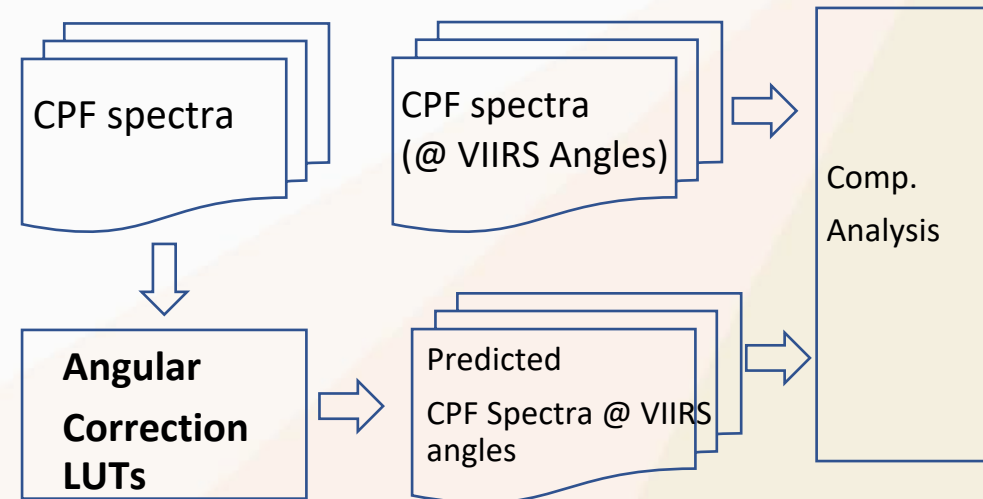 CPF spectra
CPF spectra
(@ VIIRS Angles)
Comp.
Analysis
Angular
Correction
LUTs
Predicted
CPF Spectra @ VIIRS
angles